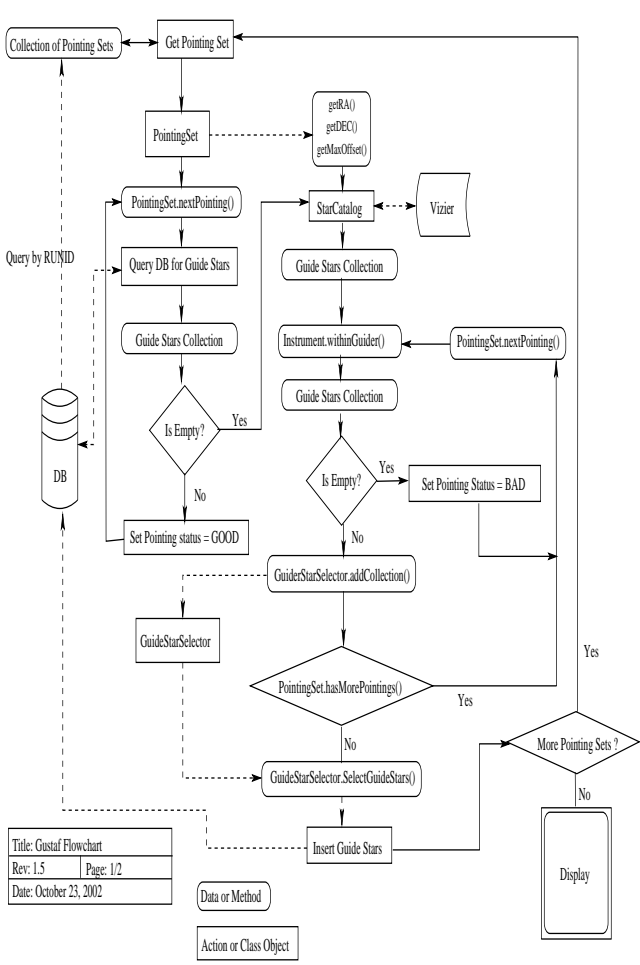 Collection of Pointing Sets
Get Pointing Set
PointingSet
getRA()
getDEC()
getMaxOffset()
PointingSet.nextPointing()
StarCatalog
Vizier
Query by RUNID
Query DB for Guide Stars
Guide Stars Collection
Guide Stars Collection
Instrument.withinGuider()
PointingSet.nextPointing()
Guide Stars Collection
Is Empty?
Yes
No
DB
Set Pointing status = GOOD
Is Empty?
Yes
Set Pointing Status = BAD
No
GuiderStarSelector.addCollection()
GuideStarSelector
PointingSet.hasMorePointings()
Yes
Yes
No
More Pointing Sets ?
No
GuideStarSelector.SelectGuideStars()
Insert Guide Stars
Display
Title: Gustaf Flowchart
Rev: 1.5
Page: 1/2
Date: October 23, 2002
Data or Method
Action or Class Object